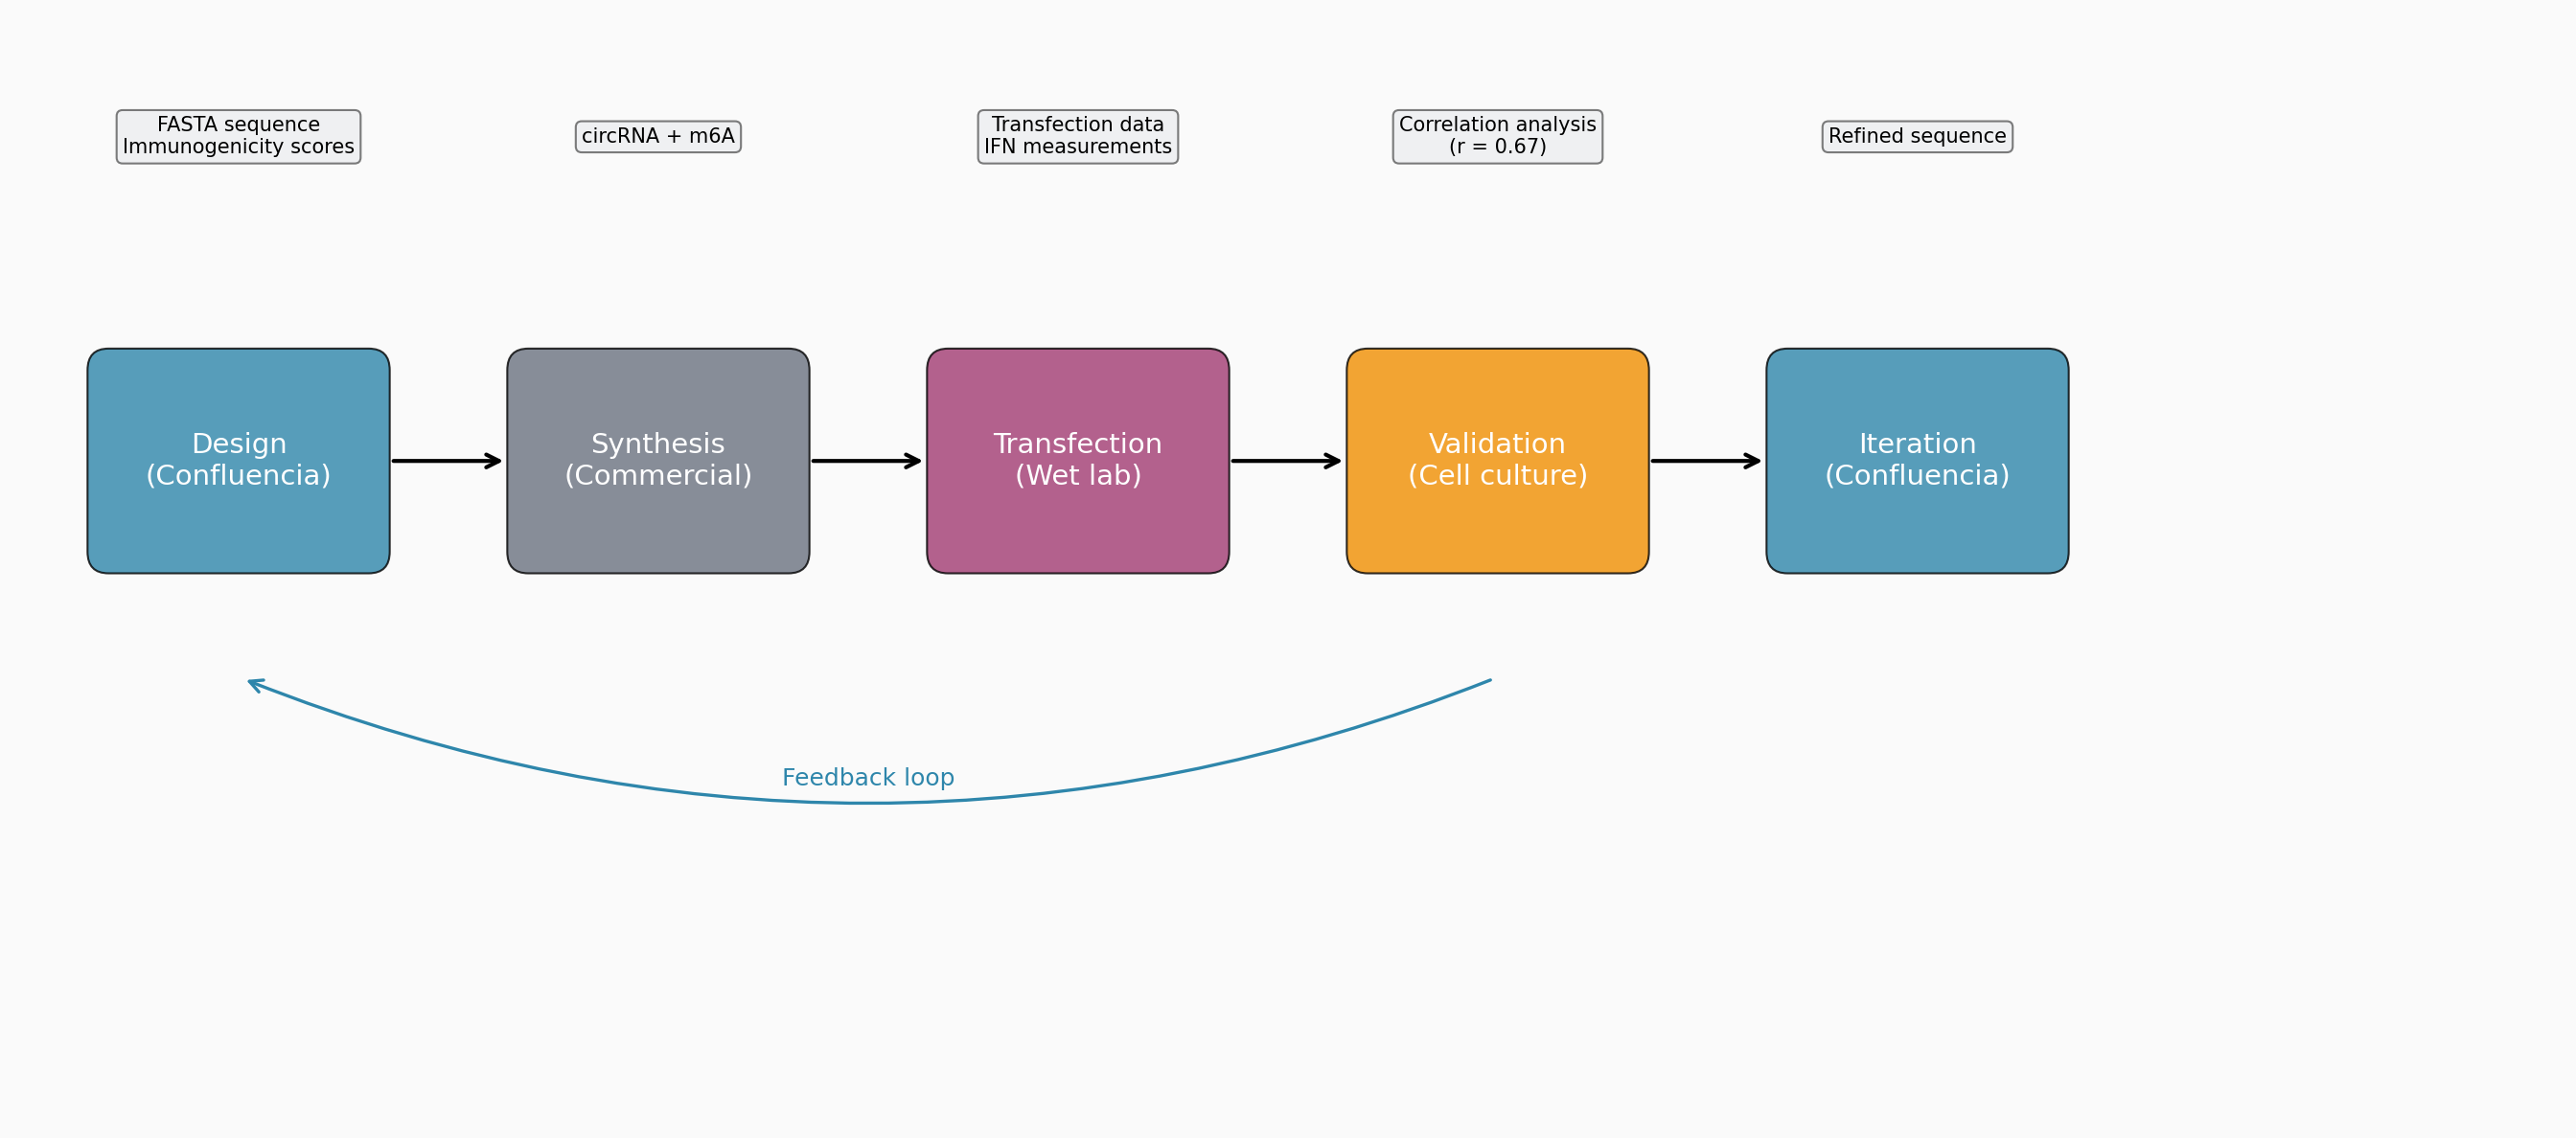 FASTA sequence
Immunogenicity scores
circRNA + m6A
Transfection data
IFN measurements
Correlation analysis
(r = 0.67)
Refined sequence
Design
(Confluencia)
Synthesis
(Commercial)
Transfection
(Wet lab)
Validation
(Cell culture)
Iteration
(Confluencia)
Feedback loop